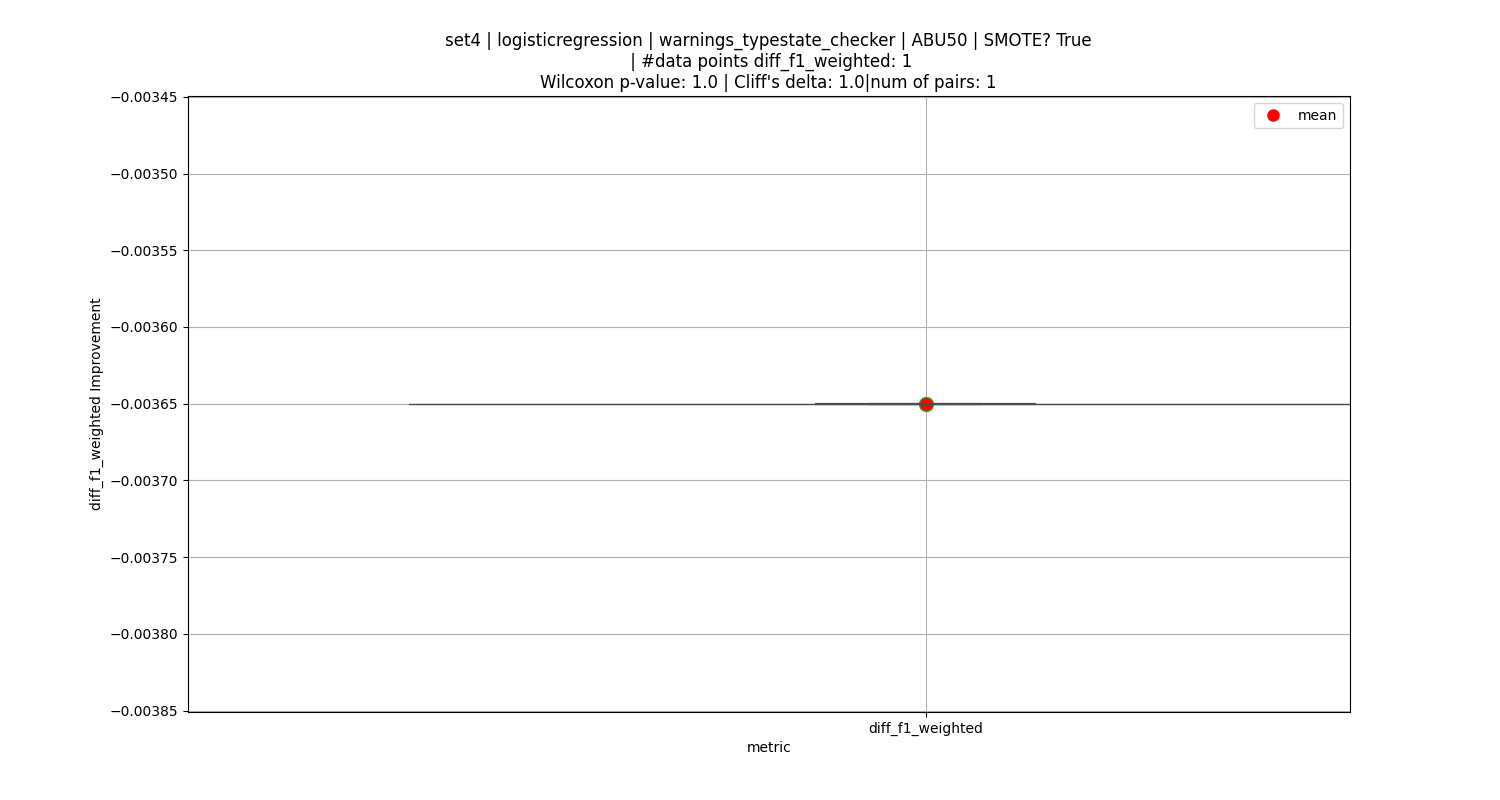 set4 | logisticregression | warnings_typestate_checker | ABU50 | SMOTE? True
| #data points diff_f1_weighted: 1
Wilcoxon p-value: 1.0 | Cliff's delta: 1.0|num of pairs: 1
−0.00345
mean
−0.00350
−0.00355
−0.00360
−0.00365
−0.00370
−0.00375
−0.00380
−0.00385
diff_f1_weighted Improvement
diff_f1_weighted
metric